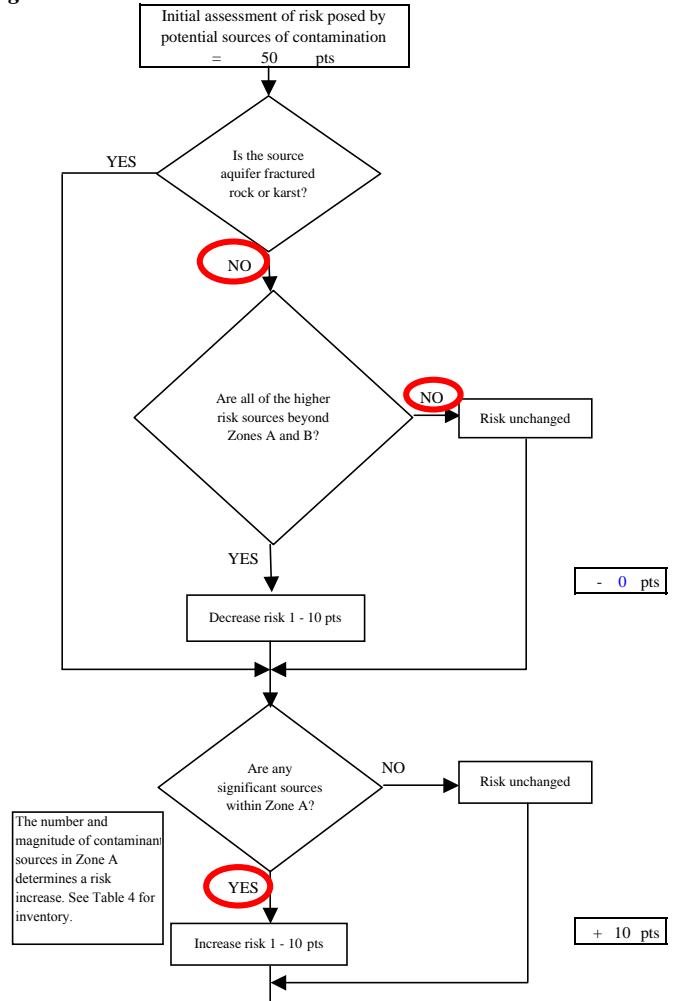 g
Initial assessment of risk posed by
potential sources of contamination
= 50 pts
YES
Is the source
aquifer fractured
rock or karst?
NO
Are all of the higher
risk sources beyond
Zones A and B?
NO
Risk unchanged
YES
- 0 pts
Decrease risk 1 - 10 pts
Are any
significant sources
within Zone A?
NO
Risk unchanged
The number and
magnitude of contaminant
sources in Zone A
determines a risk
increase. See Table 4 for
inventory.
YES
+ 10 pts
Increase risk 1 - 10 pts